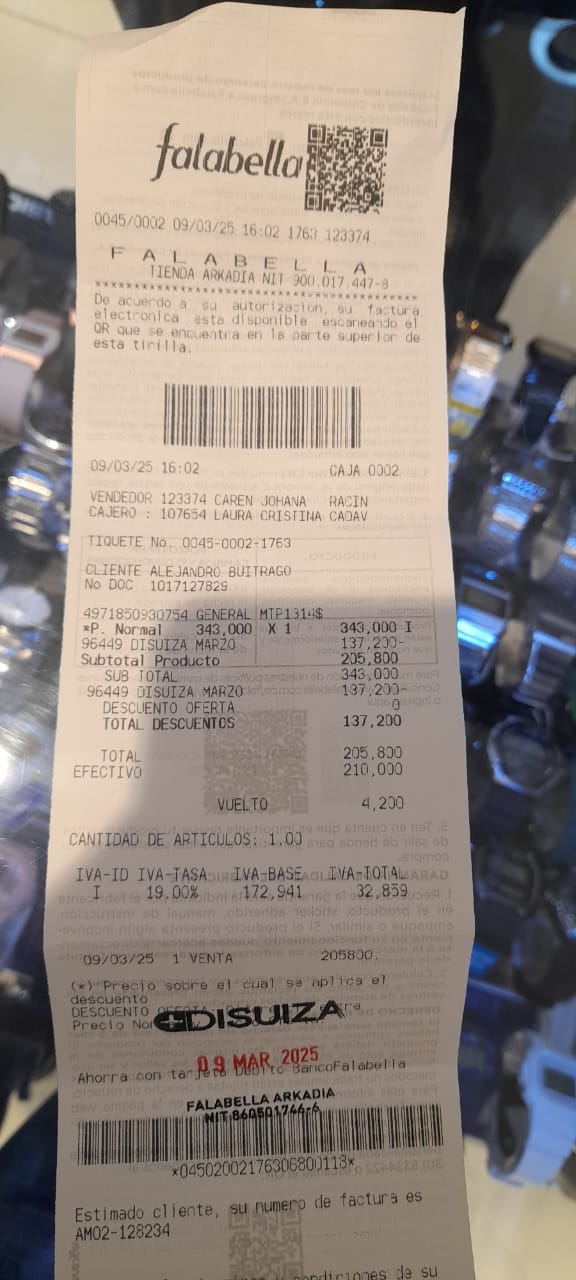 falabella
0045/0002 09/03/25 16:02 1763 123374
F A L A B E L L A
TIENDA ARKADIA NIT 900.017.447-8
De acuerdo a su autorizacion, su factura
electronica esta disponible escaneando el
QR que se encuentra en la parte superior de
esta tirilla.
09/03/25 16:02 CAJA 0002
VENDEDOR 123374 CAREN JOHANA RACIN
CAJERO : 107654 LAURA CRISTINA CADAV
TIQUETE No. 0045-0002-1763
CLIENTE ALEJANDRO BUITRAGO
No DOC 1017127829
4971850930754 GENERAL MTP1314$
*P. Normal 343,000 X 1 343,000 I
96449 DISUIZA MARZO 137,200-
Subtotal Producto 205,800
SUB TOTAL 343,000
96449 DISUIZA MARZO 137,200-
DESCUENTO OFERTA 0
TOTAL DESCUENTOS 137,200
TOTAL 205,800
EFECTIVO 210,000
VUELTO 4,200
CANTIDAD DE ARTICULOS: 1.00
IVA-ID IVA-TASA IVA-BASE IVA-TOTAL
I 19.00% 172,941 32,859
09/03/25 1 VENTA 205800.
(*) Precio sobre el cual se aplica el
descuento
DESCUENTO
Precio
DISUIZA
09 MAR 2025
Ahorra con tarjeta Debito BancoFalabella
FALABELLA ARKADIA
NIT 860501746-6
*04502002176306800113*
Estimado cliente, su numero de factura es
AM02-128234
condiciones de su